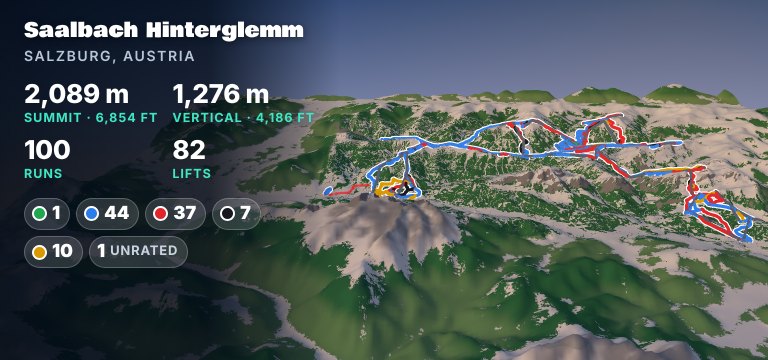 Saalbach Hinterglemm
SALZBURG, AUSTRIA
2,089 m 1,276 m
SUMMIT · 6,854 FT VERTICAL · 4,186 FT
100 82
RUNS LIFTS
1 44 37 7
10 1 UNRATED